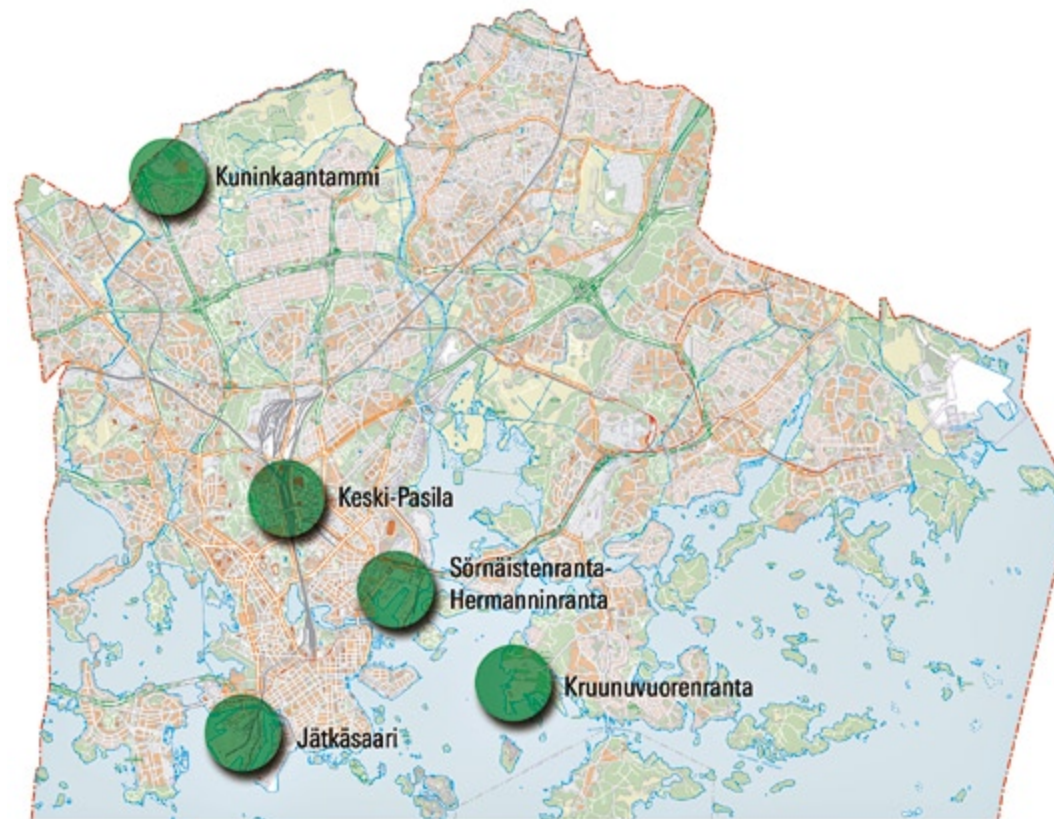 Kuninkaantammi
Keski-Pasila
Sörnäistenranta-
Hermanninranta
Kruunuvuorenranta
Jätkäsaari